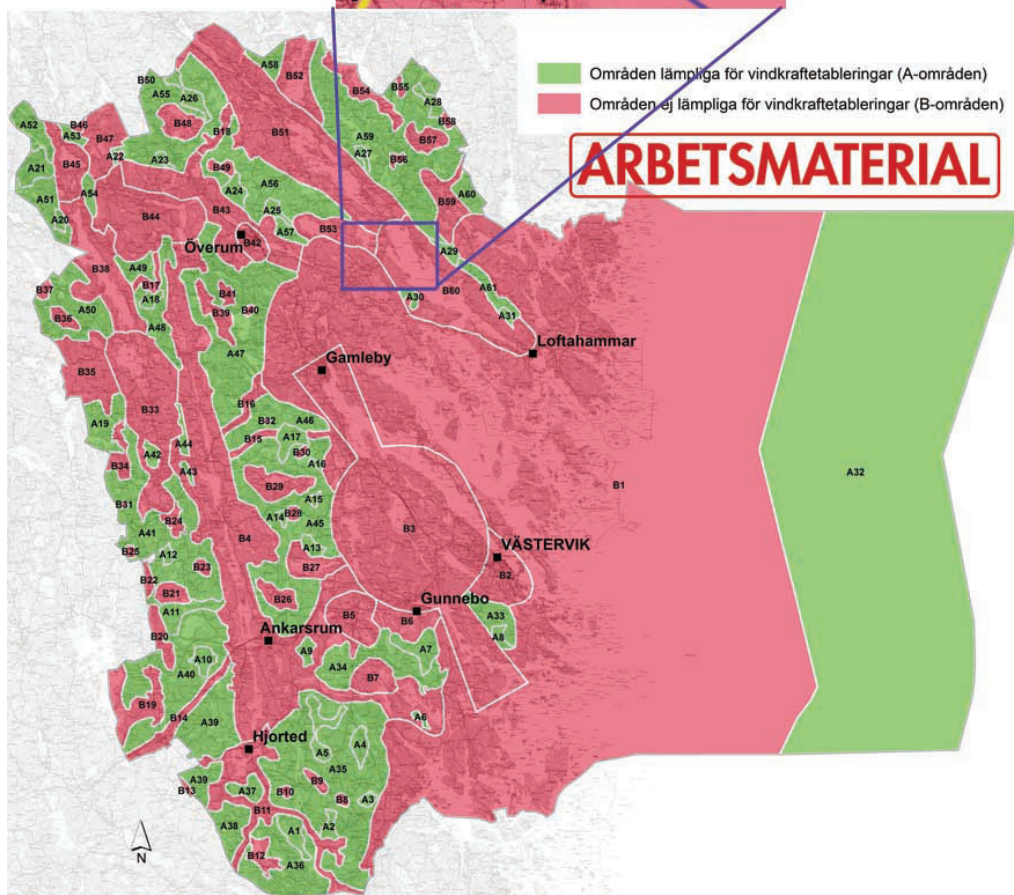 Områden lämpliga för vindkraftetableringar (A-områden)
Områden ej lämpliga för vindkraftetableringar (B-områden)
ARBETSMATERIAL
A58
B52
B50
A55
A26
B54
B55
A28
A52
B46
A53
B47
B48
B18
B51
B58
B57
A59
A27
B56
A21
B45
A22
A23
B49
A24
A56
A51
A54
B59
A60
A20
B44
B43
A25
A57
B53
Överum
B42
A29
B38
A49
B17
A18
B37
B41
B39
B40
B60
A61
A30
A31
B36
A50
A48
Loftahammar
A47
Gamleby
B35
B16
A19
B33
B32
A46
A44
B15
A17
B30
A42
A16
B34
A43
A32
B29
B1
B31
A15
A14
B28
A45
B24
B3
A41
B4
A13
B25
A12
VÄSTERVIK
B27
B23
B2
B22
B21
B26
Gunnebo
A11
B5
B6
A33
B20
Ankarsrum
A8
A9
A7
A10
A34
A40
B7
B19
B14
A39
A6
Hjorted
A5
A4
A35
A39
B13
B9
A37
B10
B8
A3
B11
A38
A2
A1
B12
A36
N